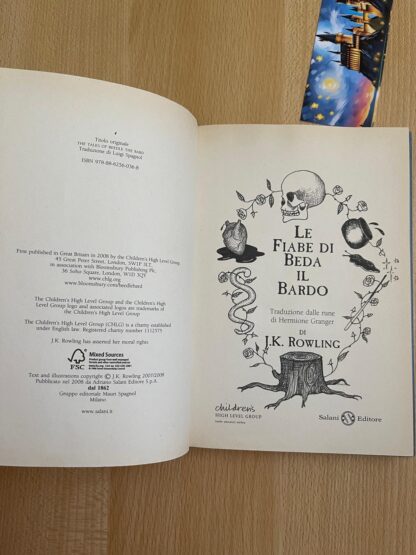 Titolo originale
THE TALES OF BEEDLE THE BARD
Traduzione di Luigi Spagnol
ISBN 978-88-6256-036-8
First published in Great Britain in 2008 by the Children's High Level Group
45 Great Peter Street, London, SW1P 3LT,
in association with Bloomsbury Publishing Plc,
36 Soho Square, London, W1D 3QY
www.chlg.org
www.bloomsbury.com/beedlebard
The Children's High Level Group and the Children's High
Level Group logo and associated logos are trademarks of
the Children's High Level Group
The Children's High Level Group (CHLG) is a charity established
under English law. Registered charity number 1112575
J.K. Rowling has asserted her moral rights
FSC
Mixed Sources
Text and illustrations copyright © J.K. Rowling 2007/2008
Pubblicato nel 2008 da Adriano Salani Editore S.p.A.
dal 1862
Gruppo editoriale Mauri Spagnol
Milano
www.salani.it
LE
FIABE DI
BEDA
IL
BARDO
Traduzione dalle rune
di Hermione Granger
DI
J.K. ROWLING
children's
HIGH LEVEL GROUP
Salani Editore